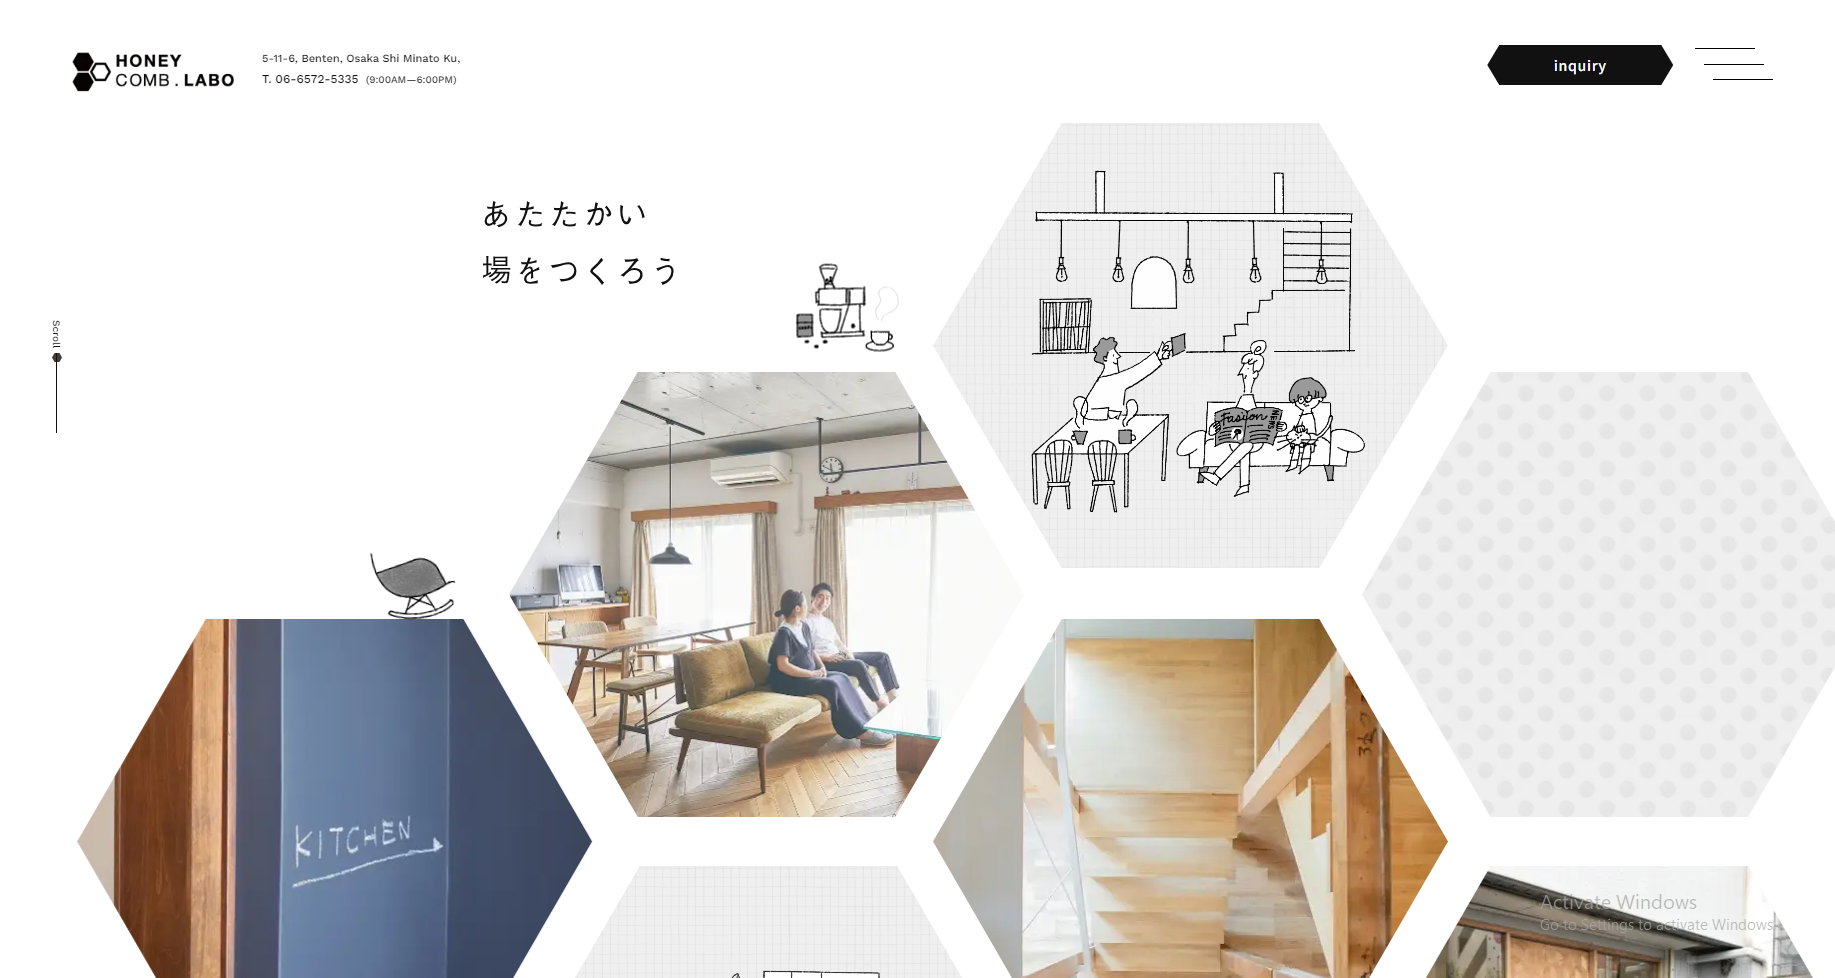 HONEY
COMB.LABO
5-11-6, Benten, Osaka Shi Minato Ku,
T. 06-6572-5335 (9:00AM—6:00PM)
inquiry
あたたかい
場をつくろう
Scroll
Fasion
KITCHEN
Activate Windows
Go to Settings to activate Windows.